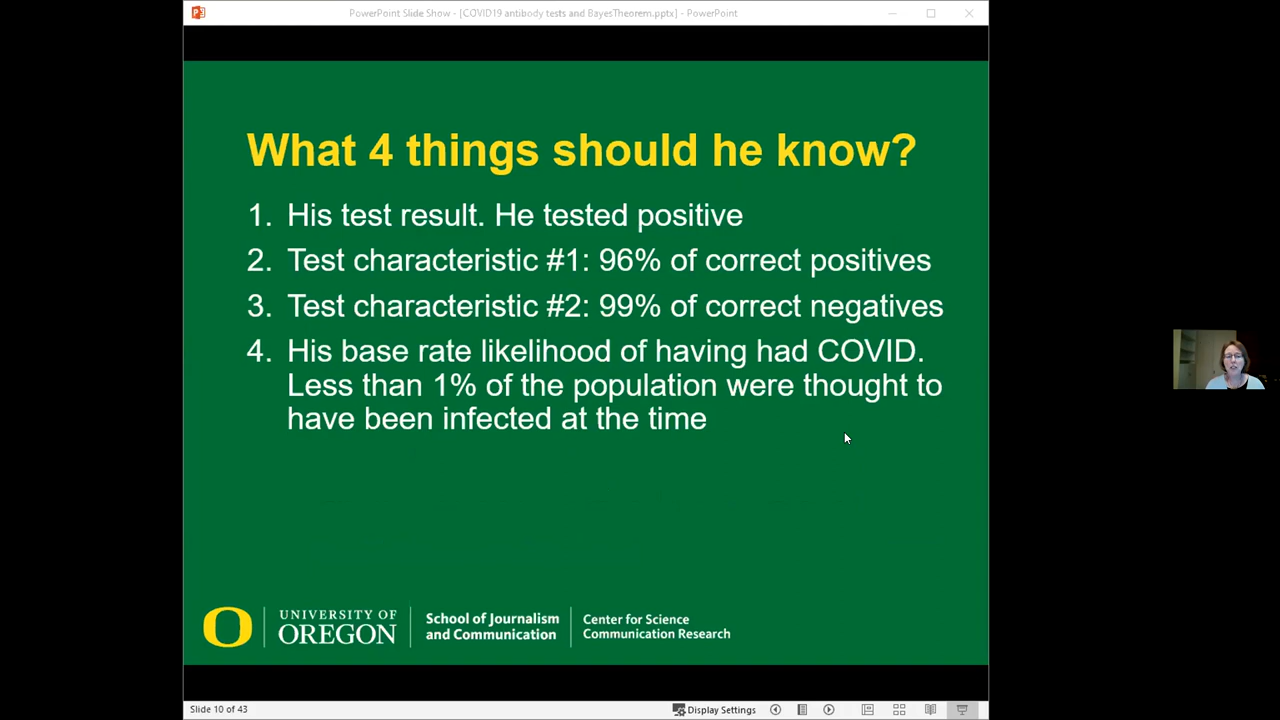 PowerPoint Slide Show - [COVID19 antibody tests and BayesTheorem.pptx] - PowerPoint
What 4 things should he know?
1. His test result. He tested positive
2. Test characteristic #1: 96% of correct positives
3. Test characteristic #2: 99% of correct negatives
4. His base rate likelihood of having had COVID.
Less than 1% of the population were thought to
have been infected at the time
O
UNIVERSITY OF
OREGON
School of Journalism
and Communication
Center for Science
Communication Research
Slide 10 of 43
Display Settings